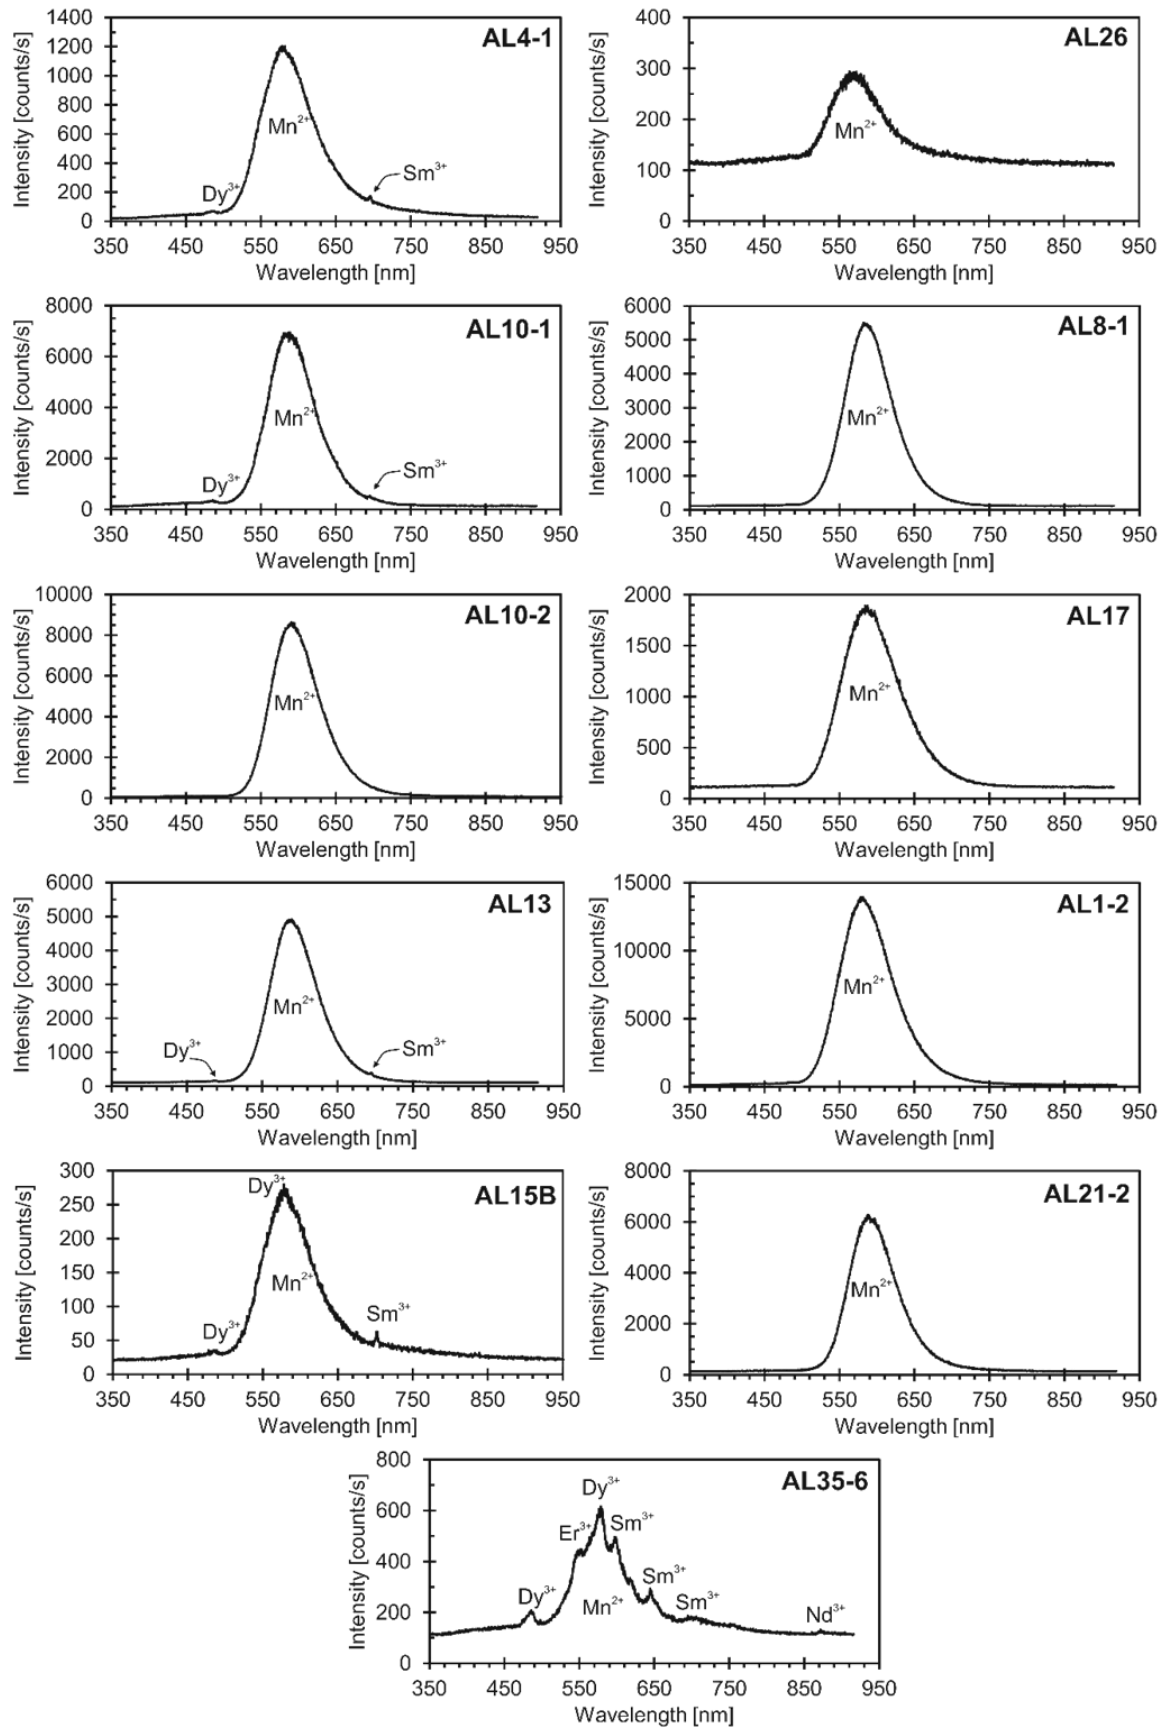 AL4-1
Intensity [counts/s]
1400
1200
1000
800
600
400
200
0
Mn²⁺
Dy³⁺
Sm³⁺
350 450 550 650 750 850 950
Wavelength [nm]
AL26
Intensity [counts/s]
400
300
200
100
0
Mn²⁺
350 450 550 650 750 850 950
Wavelength [nm]
AL10-1
Intensity [counts/s]
8000
6000
4000
2000
0
Mn²⁺
Dy³⁺
Sm³⁺
350 450 550 650 750 850 950
Wavelength [nm]
AL8-1
Intensity [counts/s]
6000
5000
4000
3000
2000
1000
0
Mn²⁺
350 450 550 650 750 850 950
Wavelength [nm]
AL10-2
Intensity [counts/s]
10000
8000
6000
4000
2000
0
Mn²⁺
350 450 550 650 750 850 950
Wavelength [nm]
AL17
Intensity [counts/s]
2000
1500
1000
500
0
Mn²⁺
350 450 550 650 750 850 950
Wavelength [nm]
AL13
Intensity [counts/s]
6000
5000
4000
3000
2000
1000
0
Mn²⁺
Dy³⁺
Sm³⁺
350 450 550 650 750 850 950
Wavelength [nm]
AL1-2
Intensity [counts/s]
15000
10000
5000
0
Mn²⁺
350 450 550 650 750 850 950
Wavelength [nm]
AL15B
Intensity [counts/s]
300
250
200
150
100
50
0
Dy³⁺
Mn²⁺
Dy³⁺
Sm³⁺
350 450 550 650 750 850 950
Wavelength [nm]
AL21-2
Intensity [counts/s]
8000
6000
4000
2000
0
Mn²⁺
350 450 550 650 750 850 950
Wavelength [nm]
AL35-6
Intensity [counts/s]
800
600
400
200
0
Dy³⁺
Er³⁺
Sm³⁺
Dy³⁺
Mn²⁺
Sm³⁺
Sm³⁺
Nd³⁺
350 450 550 650 750 850 950
Wavelength [nm]